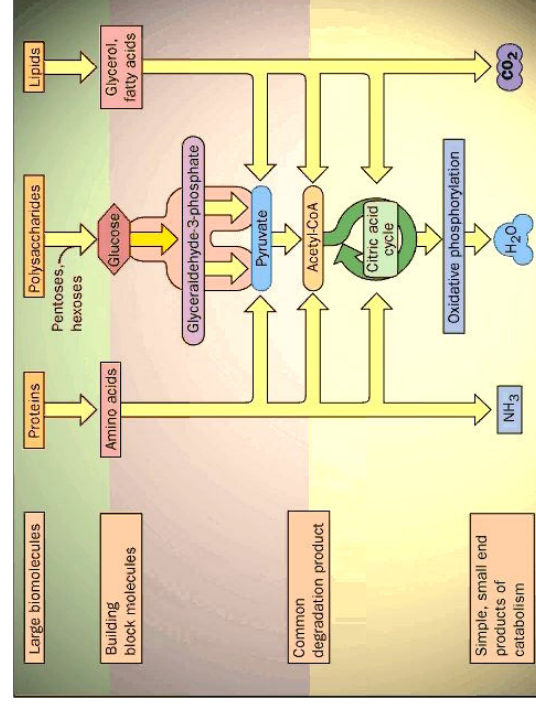 Large biomolecules
Proteins
Polysaccharides
Lipids
Pentoses,
hexoses
Building
block molecules
Amino acids
Glucose
Glycerol,
fatty acids
Glyceraldehyde-3-phosphate
Pyruvate
Common
degradation product
Acetyl-CoA
Citric acid
cycle
Oxidative phosphorylation
Simple, small end
products of
catabolism
NH3
H2O
CO2